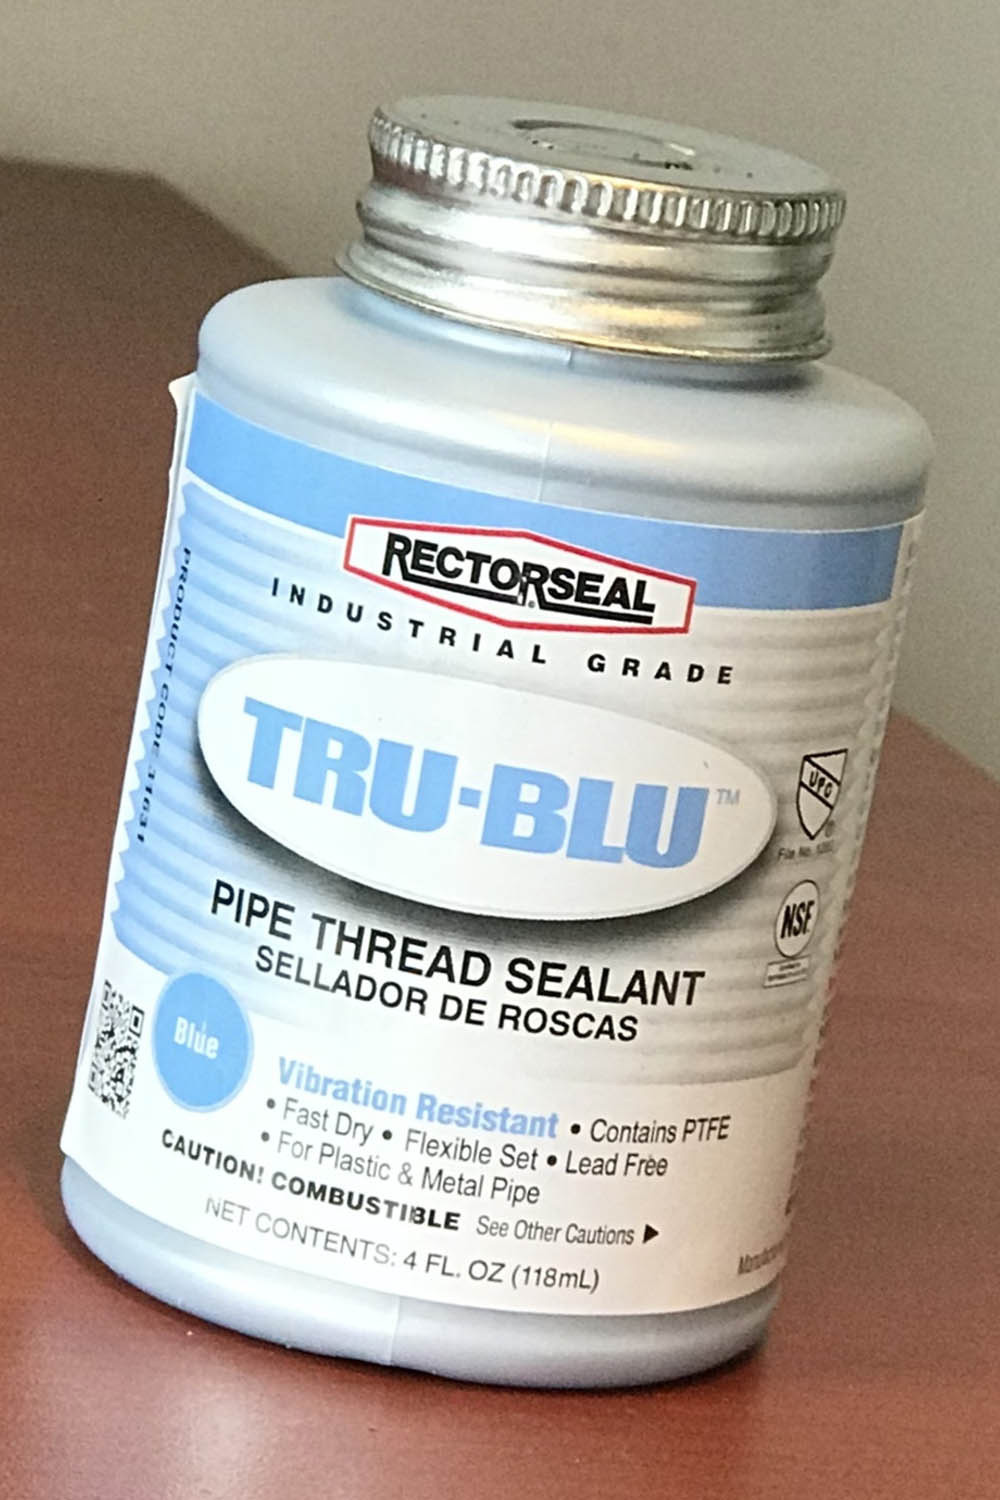 RECTORSEAL
INDUSTRIAL GRADE
TRU-BLU™
PIPE THREAD SEALANT
SELLADOR DE ROSCAS
PRODUCT CODE 31631
UPC
File No.
NSF
Blue
Vibration Resistant • Contains PTFE
• Fast Dry • Flexible Set • Lead Free
• For Plastic & Metal Pipe
CAUTION! COMBUSTIBLE See Other Cautions ▶
NET CONTENTS: 4 FL. OZ (118mL)